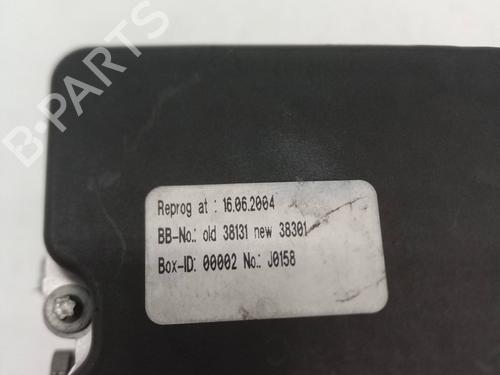 B-PARTS
Reprog at : 16.06.2004
BB-No.: old 38131 new 38301
Box-ID: 00002 No.: J0158